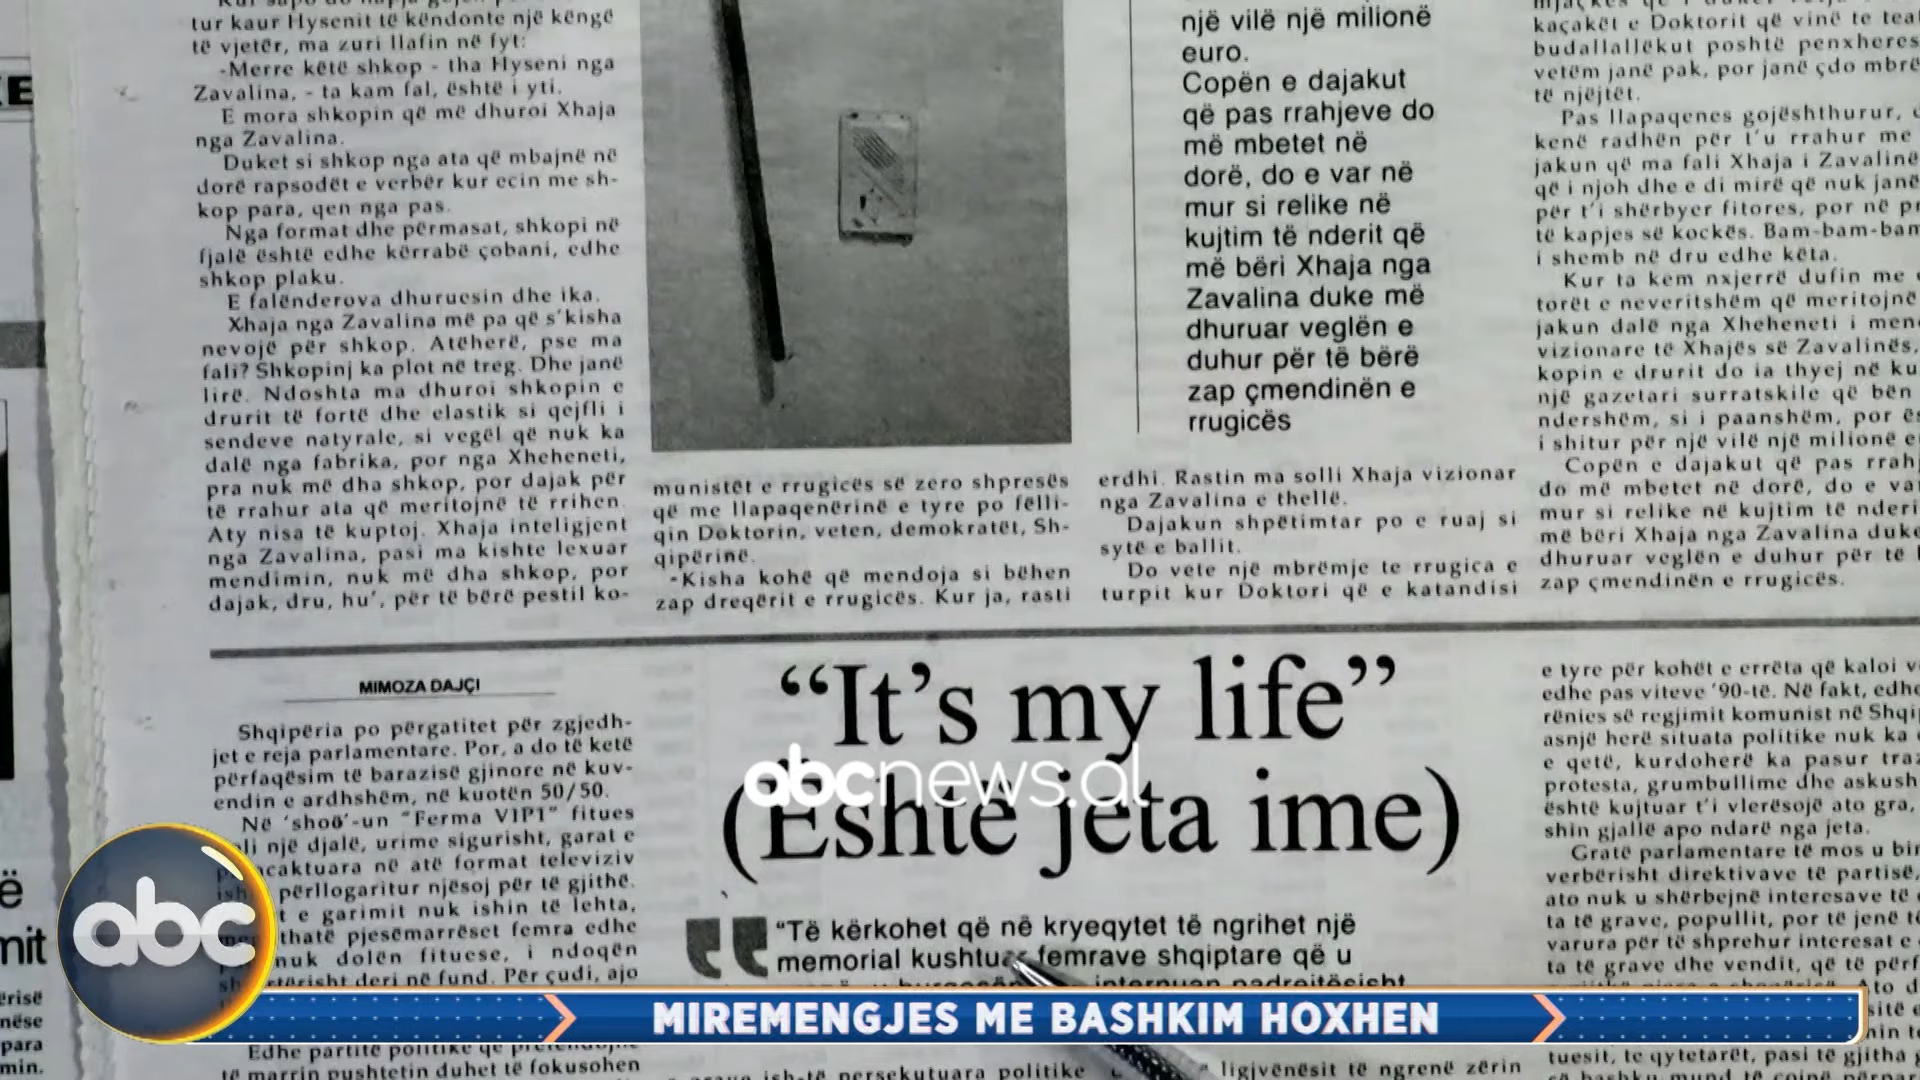 tur kaur Hysenit të këndonte një këngë
të vjetër, ma zuri llafin në fyt:
-Merre këtë shkop - tha Hyseni nga
Zavalina, - ta kam fal, është i yti.
E mora shkopin që më dhuroi Xhaja
nga Zavalina.
Duket si shkop nga ata që mbajnë në
dorë rapsodët e verbër kur ecin me sh-
kop para, qen nga pas.
Nga format dhe përmasat, shkopi në
fjalë është edhe kërrabë çobani, edhe
shkop plaku.
E falënderova dhuruesin dhe ika.
Xhaja nga Zavalina më pa që s'kisha
nevojë për shkop. Atëherë, pse ma
fali? Shkopinj ka plot në treg. Dhe janë
lirë. Ndoshta ma dhuroi shkopin e
drurit të fortë dhe elastik si qejfli i
sendeve natyrale, si vegël që nuk ka
dalë nga fabrika, por nga Xheheneti,
pra nuk më dha shkop, por dajak për
të rrahur ata që meritojnë të rrihen.
Aty nisa të kuptoj. Xhaja inteligjent
nga Zavalina, pasi ma kishte lexuar
mendimin, nuk më dha shkop, por
dajak, dru, hu', për të bërë pestil ko-
munistët e rrugicës së zero shpresës
që me llapaqenërinë e tyre po fëlli-
qin Doktorin, veten, demokratët, Sh-
qipërinë.
-Kisha kohë që mendoja si bëhen
zap dreqërit e rrugicës. Kur ja, rasti
një vilë një milionë
euro.
Copën e dajakut
që pas rrahjeve do
më mbetet në
dorë, do e var në
mur si relike në
kujtim të nderit që
më bëri Xhaja nga
Zavalina duke më
dhuruar veglën e
duhur për të bërë
zap çmendinën e
rrugicës
erdhi. Rastin ma solli Xhaja vizionar
nga Zavalina e thellë.
Dajakun shpëtimtar po e ruaj si
sytë e ballit.
Do vete një mbrëmje te rrugica e
turpit kur Doktori që e katandisi
kaçakët e Doktorit që vinë te
budallallëkut poshtë
vetëm janë pak, por janë çdo
të njëjtët.
Pas llapaqenes gojështhurur,
kenë radhën për t'u rrahur me
jakun që ma fali Xhaja i
që i njoh dhe e di mirë që nuk
për t'i shërbyer fitores, por në
të kapjes së kockës.
i shemb në dru edhe këta.
Kur ta kem nxjerrë dufin me
torët e neveritshëm që meritojnë
jakun dalë nga Xheheneti i
vizionare të Xhajës së Zavalinës,
kopin e drurit do ia thyej në
një gazetari surratskile që bën
ndershëm, si i paanshëm, por
i shitur për një vilë një milionë
Copën e dajakut që pas
do më mbetet në dorë, do e
mur si relike në kujtim të
më bëri Xhaja nga Zavalina
dhuruar veglën e duhur për të
zap çmendinën e rrugicës.
MIMOZA DAJÇI
Shqipëria po përgatitet për zgjedh-
jet e reja parlamentare. Por, a do të ketë
përfaqësim të barazisë gjinore në kuv-
endin e ardhshëm, në kuotën 50/50.
Në 'shoë'-un "Ferma VIP1" fitues
një djalë, urime sigurisht, garat e
në atë format televiziv
përllogaritur njësoj për të gjithë.
e garimit nuk ishin të lehta,
thatë pjesëmarrëset femra edhe
nuk dolën fituese, i ndoqën
deri në fund. Për çudi, ajo
Edhe partitë politike që
të marrin pushtetin duhet të fokusohen
“It’s my life”
(Është jeta ime)
abcnews.al
“Të kërkohet që në kryeqytet të ngrihet një
memorial kushtuar femrave shqiptare që u
internuan padrejtësisht
persekutuara politike
ligjvënësit të ngrenë zërin
e tyre për kohët e errëta që kaloi
edhe pas viteve '90-të. Në fakt,
rënies së regjimit komunist në
asnjë herë situata politike nuk ka
e qetë, kurdoherë ka pasur
protesta, grumbullime dhe
është kujtuar t'i vlerësojë ato gra,
shin gjallë apo ndarë nga jeta.
Gratë parlamentare të mos u
verbërisht direktivave të partisë,
ato nuk u shërbejnë interesave të
ta të grave, popullit, por të jenë
varura për të shprehur interesat e
ta të grave dhe vendit, që të
tuesit, te qytetarët, pasi të gjitha
abc
MIREMENGJES ME BASHKIM HOXHEN